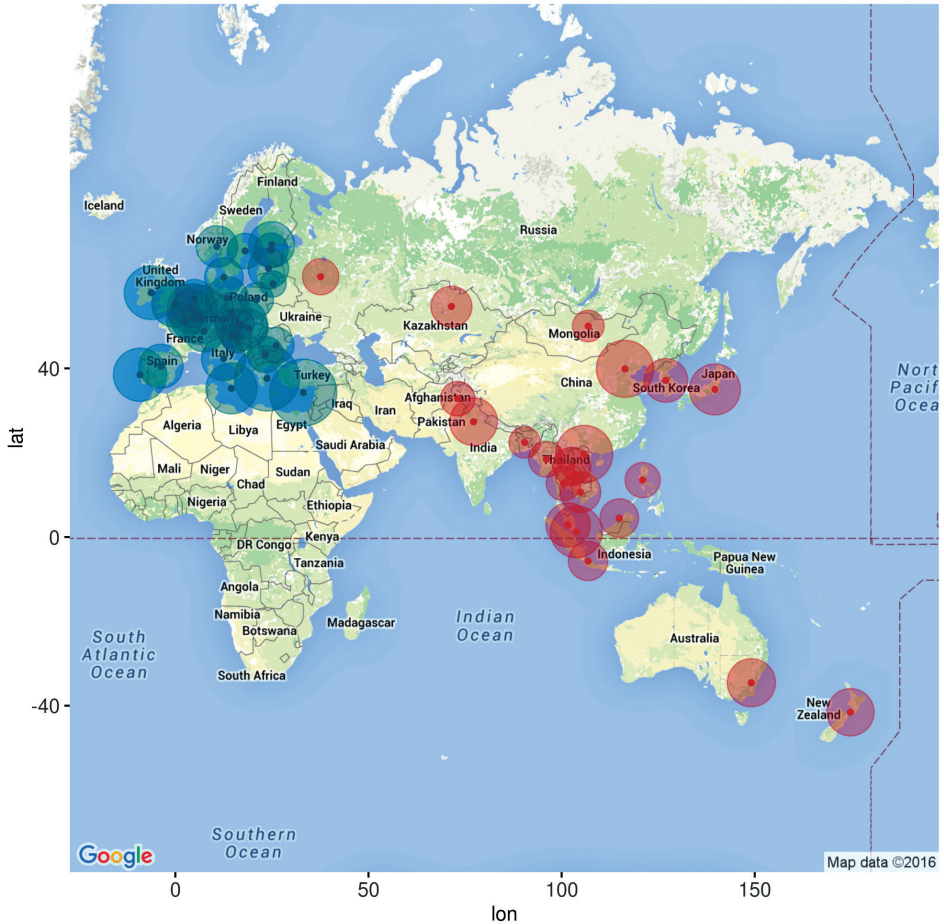 Finland
Iceland
Sweden
Norway
Russia
United
Kingdom
Poland
Germany
Ukraine
France
Kazakhstan
Mongolia
Italy
Spain
40
Turkey
China
South Korea
Japan
North
Pacific
Ocea
Afghanistan
Iraq
Iran
Pakistan
Algeria
Libya
Egypt
Saudi Arabia
India
Thailand
lat
Mali
Niger
Sudan
Chad
Nigeria
Ethiopia
0
DR Congo
Kenya
Indonesia
Papua New
Guinea
Tanzania
Angola
Namibia
Botswana
Madagascar
Indian
Ocean
South
Atlantic
Ocean
Australia
South Africa
-40
New
Zealand
Southern
Ocean
Google
Map data ©2016
0
50
100
150
lon